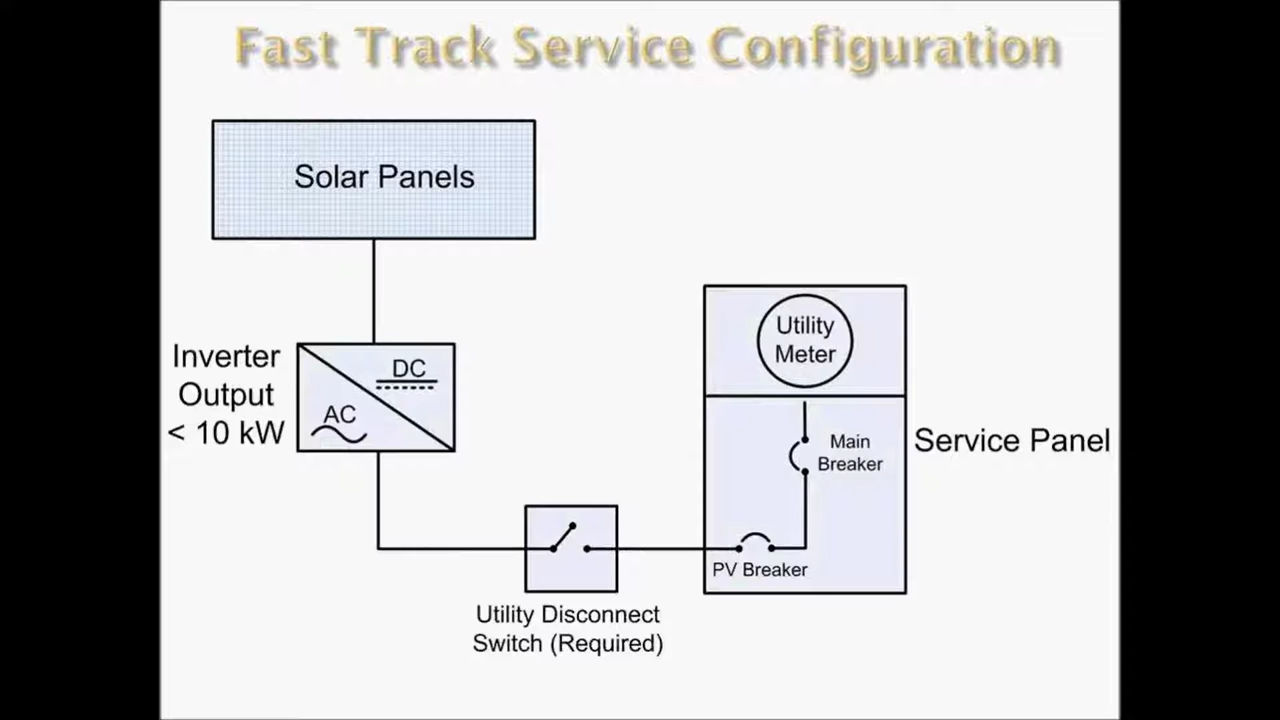 Fast Track Service Configuration
Solar Panels
Inverter
Output
< 10 kW
DC
AC
Utility
Meter
Main
Breaker
Service Panel
PV Breaker
Utility Disconnect
Switch (Required)